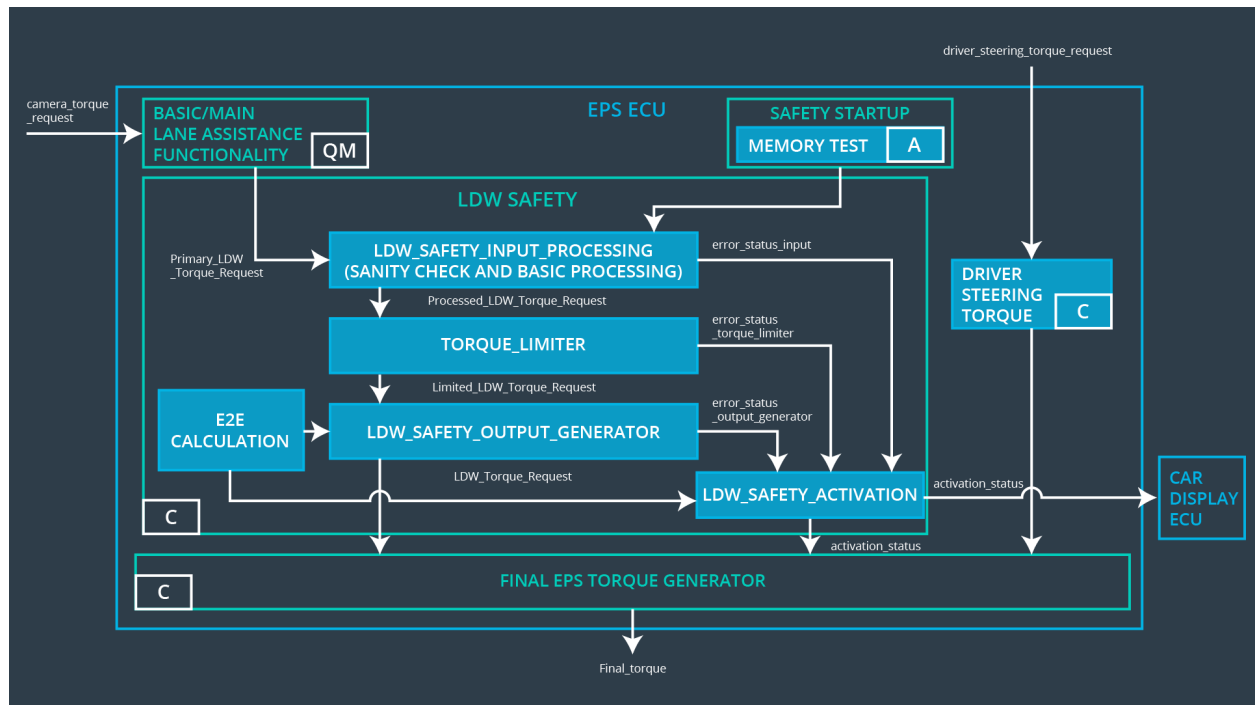 driver_steering_torque_request
camera_torque
_request
EPS ECU
BASIC/MAIN
LANE ASSISTANCE
FUNCTIONALITY
QM
SAFETY STARTUP
MEMORY TEST
A
LDW SAFETY
Primary_LDW
_Torque_Request
LDW_SAFETY_INPUT_PROCESSING
(SANITY CHECK AND BASIC PROCESSING)
error_status_input
DRIVER
STEERING
TORQUE
C
Processed_LDW_Torque_Request
TORQUE_LIMITER
error_status
_torque_limiter
Limited_LDW_Torque_Request
E2E
CALCULATION
LDW_SAFETY_OUTPUT_GENERATOR
error_status
_output_generator
LDW_Torque_Request
LDW_SAFETY_ACTIVATION
activation_status
CAR
DISPLAY
ECU
C
activation_status
FINAL EPS TORQUE GENERATOR
C
Final_torque